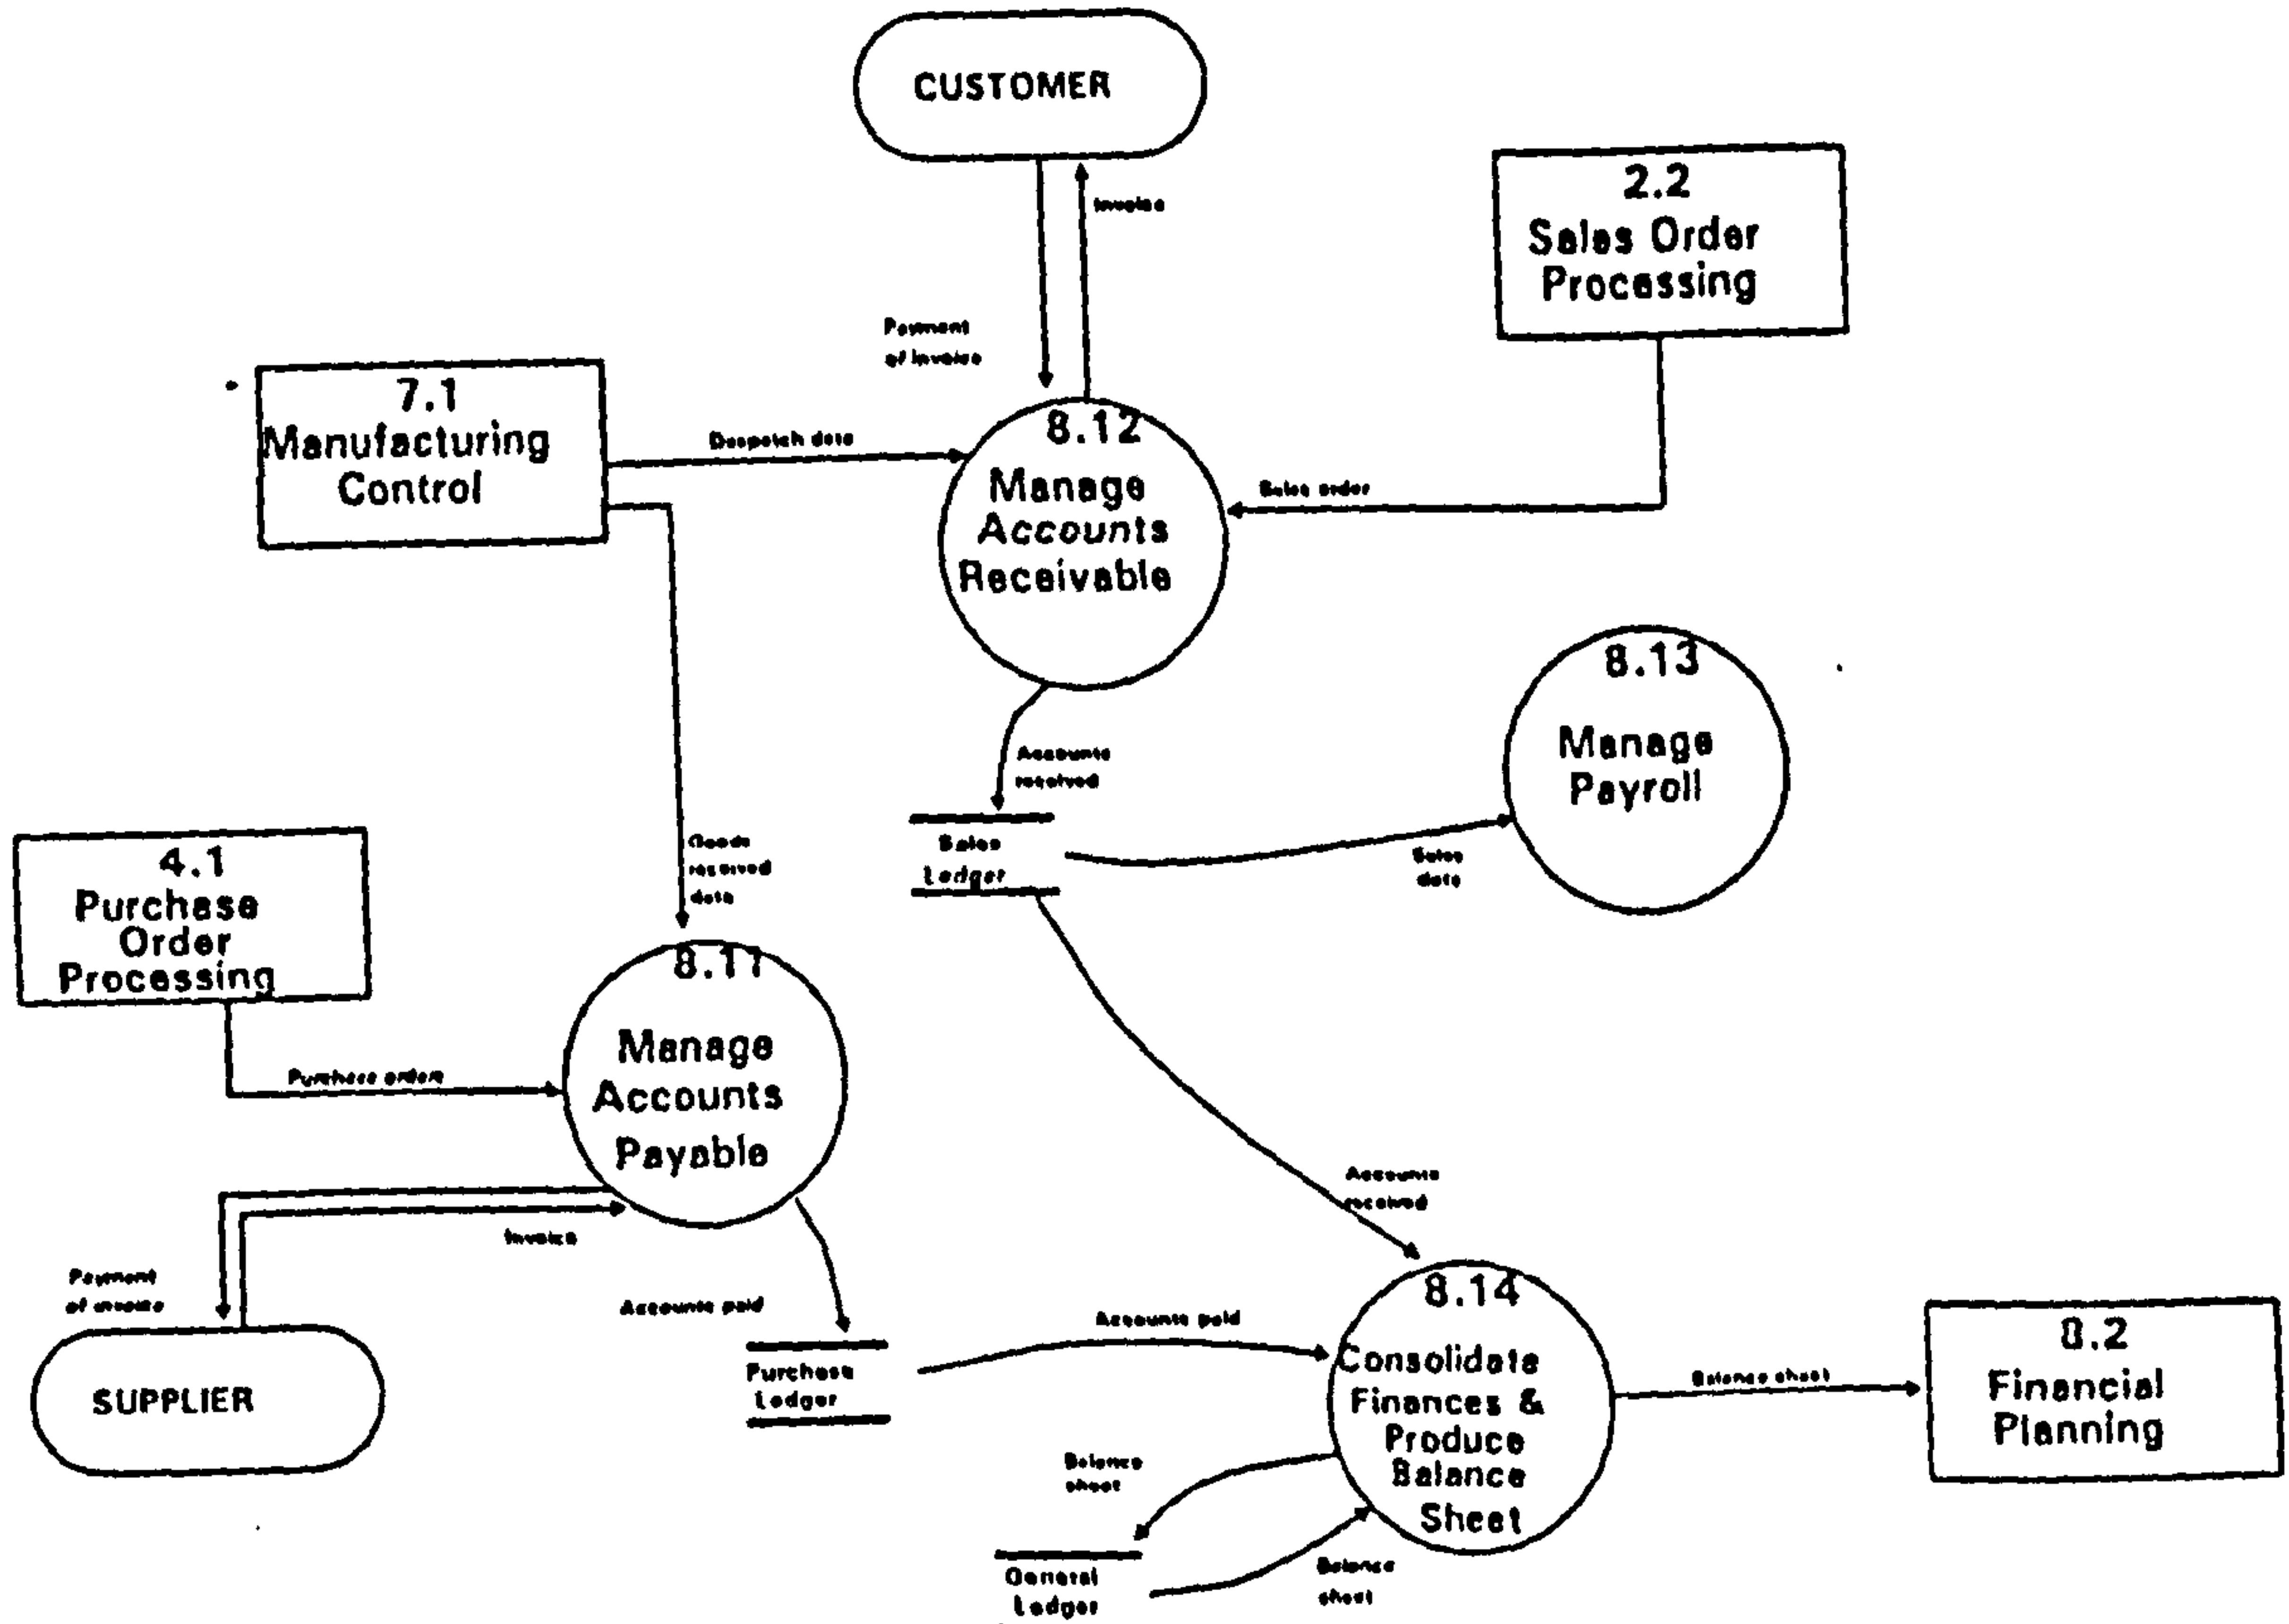 CUSTOMER
Invoice
2.2
Sales Order
Processing
Payment
of invoice
7.1
Manufacturing
Control
Despatch data
8.12
Manage
Accounts
Receivable
Sales order
8.13
Manage
Payroll
Accounts
received
Sales
Ledger
Sales
data
Goods
received
data
4.1
Purchase
Order
Processing
8.11
Manage
Accounts
Payable
Purchase orders
Invoice
Payment
of invoice
SUPPLIER
Accounts paid
Purchase
Ledger
Accounts paid
Accounts
received
8.14
Consolidate
Finances &
Produce
Balance
Sheet
Balance sheet
8.2
Financial
Planning
Balance
sheet
General
Ledger
Balance
sheet